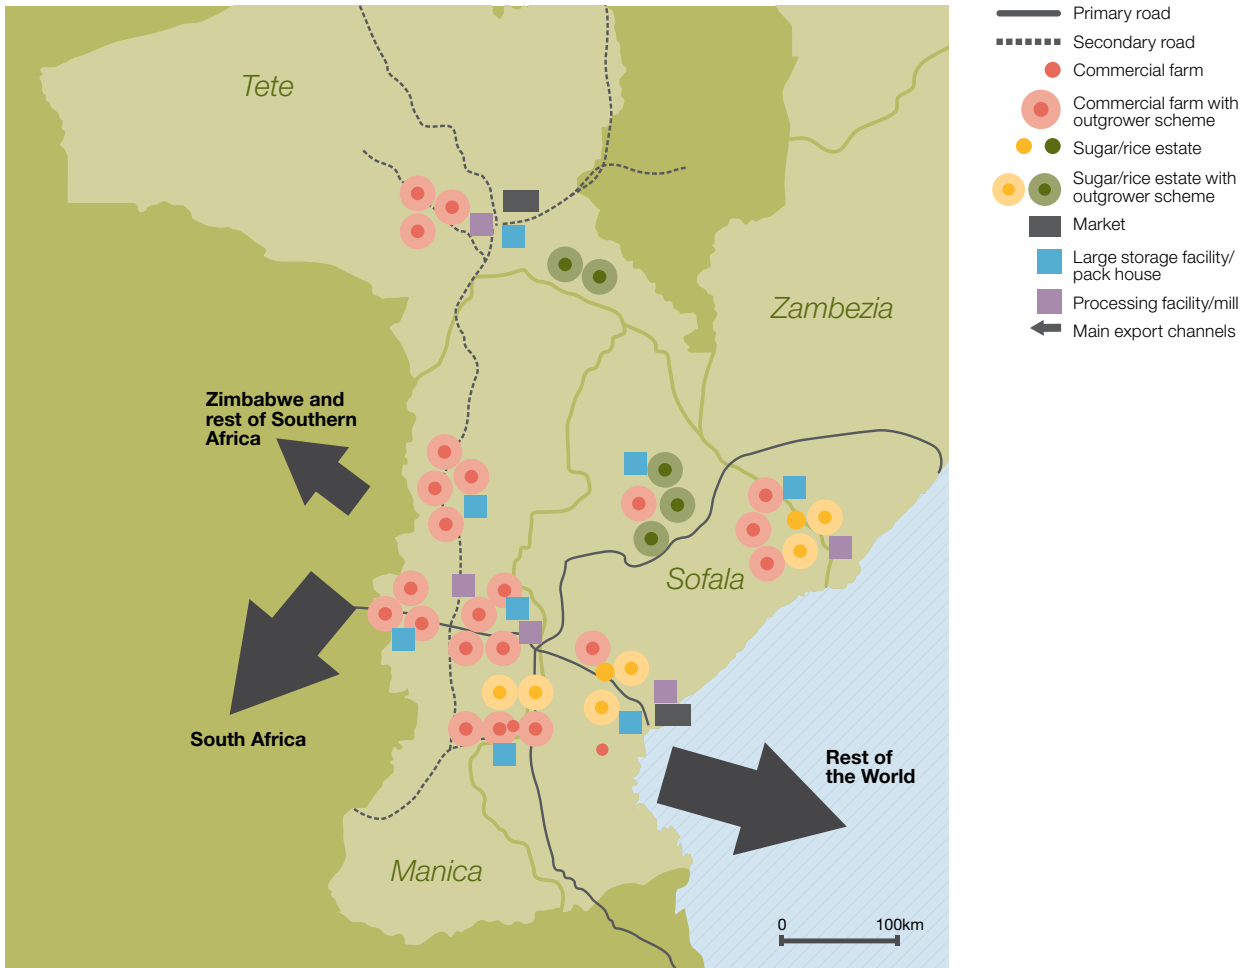 Tete
Zambezia
Zimbabwe and
rest of Southern
Africa
Sofala
South Africa
Rest of
the World
Manica
0 100km
Primary road
Secondary road
Commercial farm
Commercial farm with
outgrower scheme
Sugar/rice estate
Sugar/rice estate with
outgrower scheme
Market
Large storage facility/
pack house
Processing facility/mill
Main export channels